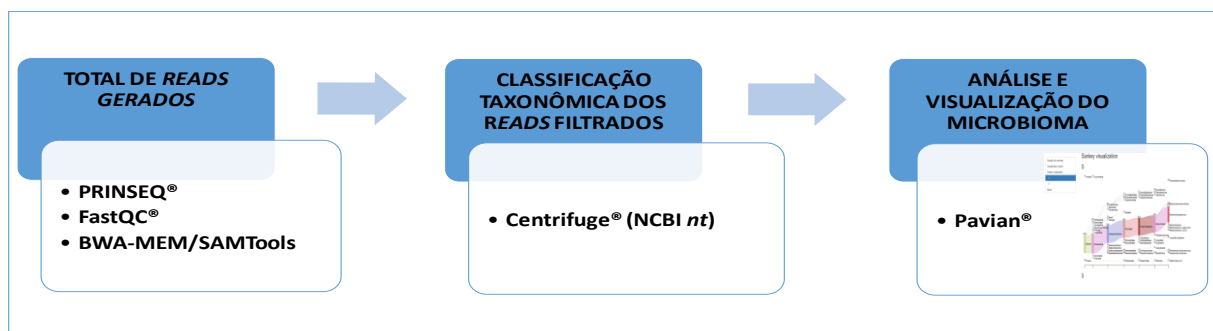 TOTAL DE READS
GERADOS
• PRINSEQ®
• FastQC®
• BWA-MEM/SAMTools
CLASSIFICAÇÃO
TAXONÔMICA DOS
READS FILTRADOS
• Centrifuge® (NCBI nt)
ANÁLISE E
VISUALIZAÇÃO DO
MICROBIOMA
• Pavian®
Sankey visualization